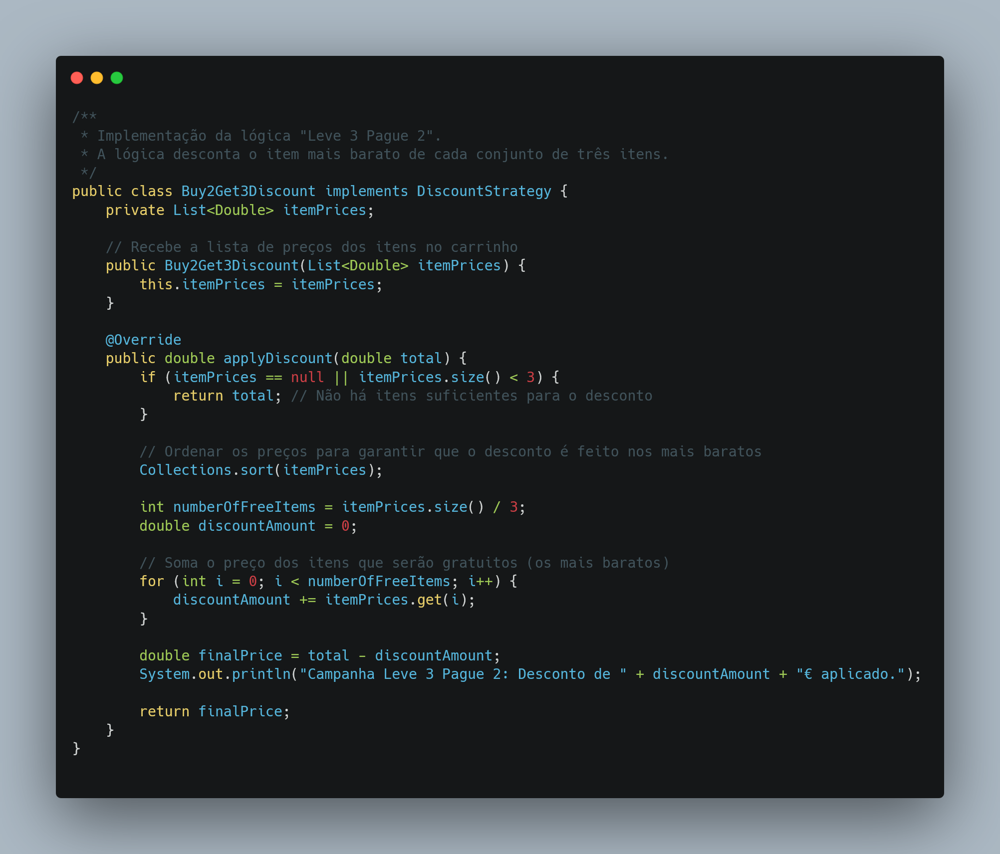 /**
 * Implementação da lógica "Leve 3 Pague 2".
 * A lógica desconta o item mais barato de cada conjunto de três itens.
 */
public class Buy2Get3Discount implements DiscountStrategy {
    private List<Double> itemPrices;

    // Recebe a lista de preços dos itens no carrinho
    public Buy2Get3Discount(List<Double> itemPrices) {
        this.itemPrices = itemPrices;
    }

    @Override
    public double applyDiscount(double total) {
        if (itemPrices == null || itemPrices.size() < 3) {
            return total; // Não há itens suficientes para o desconto
        }

        // Ordenar os preços para garantir que o desconto é feito nos mais baratos
        Collections.sort(itemPrices);

        int numberOfFreeItems = itemPrices.size() / 3;
        double discountAmount = 0;

        // Soma o preço dos itens que serão gratuitos (os mais baratos)
        for (int i = 0; i < numberOfFreeItems; i++) {
            discountAmount += itemPrices.get(i);
        }

        double finalPrice = total - discountAmount;
        System.out.println("Campanha Leve 3 Pague 2: Desconto de " + discountAmount + "€ aplicado.");

        return finalPrice;
    }
}